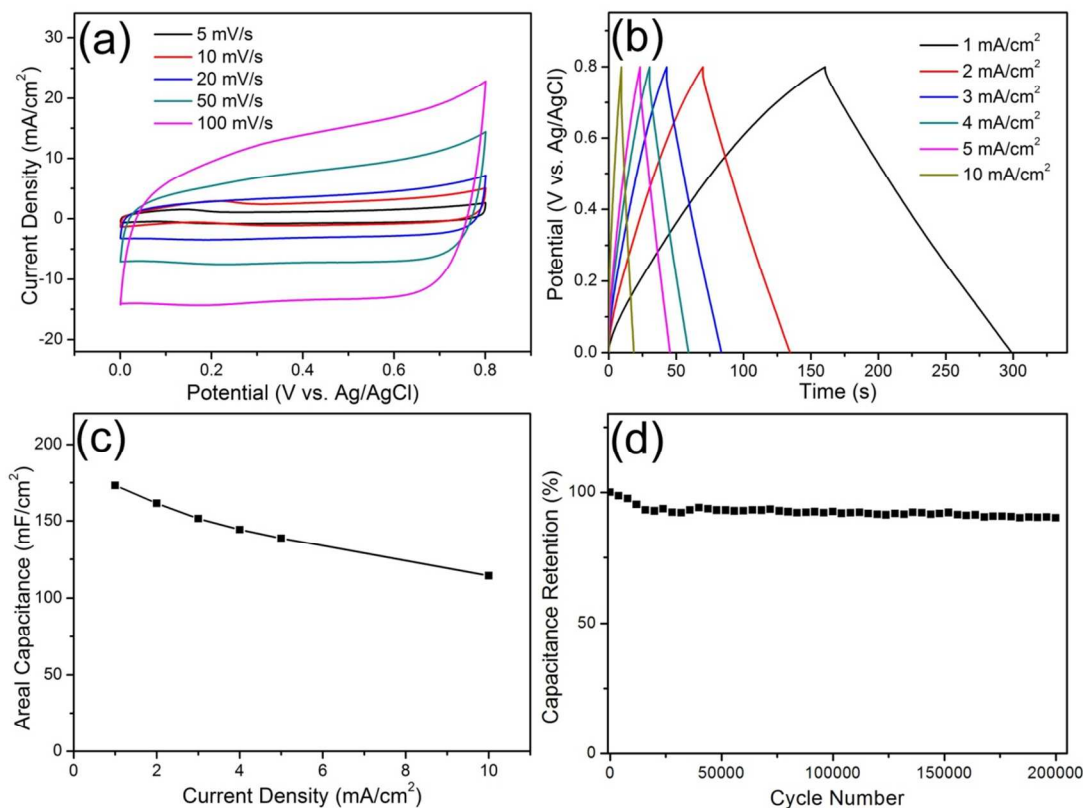 (a)
5 mV/s
10 mV/s
20 mV/s
50 mV/s
100 mV/s
Current Density (mA/cm²)
30
20
10
0
-10
-20
0.0 0.2 0.4 0.6 0.8
Potential (V vs. Ag/AgCl)
(b)
1 mA/cm²
2 mA/cm²
3 mA/cm²
4 mA/cm²
5 mA/cm²
10 mA/cm²
Potential (V vs. Ag/AgCl)
0.8
0.6
0.4
0.2
0.0
0 50 100 150 200 250 300
Time (s)
(c)
Areal Capacitance (mF/cm²)
200
150
100
50
0
0 2 4 6 8 10
Current Density (mA/cm²)
(d)
Capacitance Retention (%)
100
50
0
0 50000 100000 150000 200000
Cycle Number